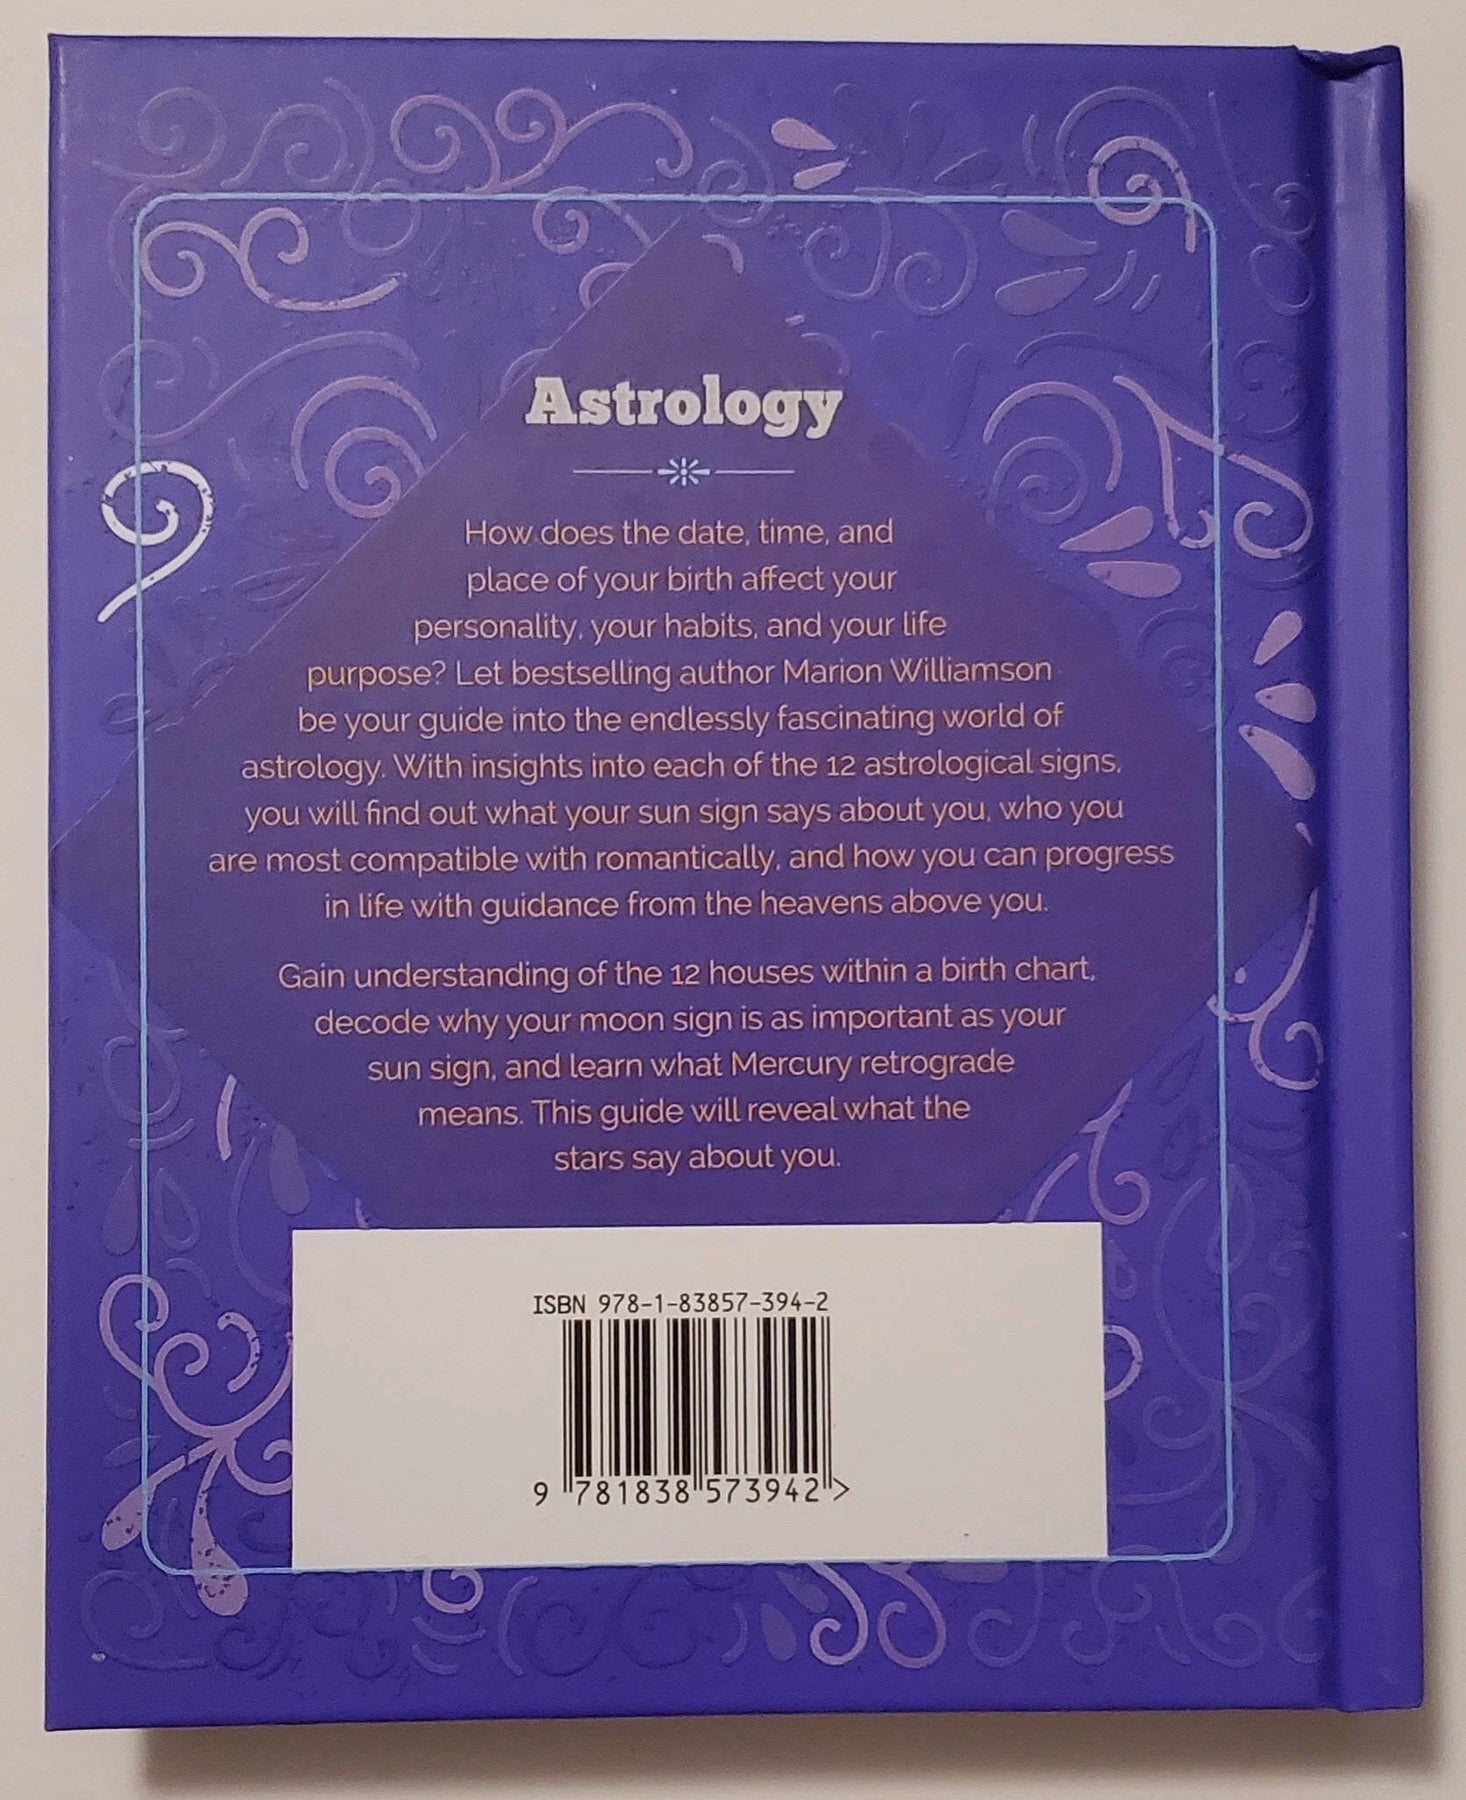 Astrology
How does the date, time, and
place of your birth affect your
personality, your habits, and your life
purpose? Let bestselling author Marion Williamson
be your guide into the endlessly fascinating world of
astrology. With insights into each of the 12 astrological signs,
you will find out what your sun sign says about you, who you
are most compatible with romantically, and how you can progress
in life with guidance from the heavens above you.
Gain understanding of the 12 houses within a birth chart,
decode why your moon sign is as important as your
sun sign, and learn what Mercury retrograde
means. This guide will reveal what the
stars say about you.
ISBN 978-1-83857-394-2
9 781838 573942 >